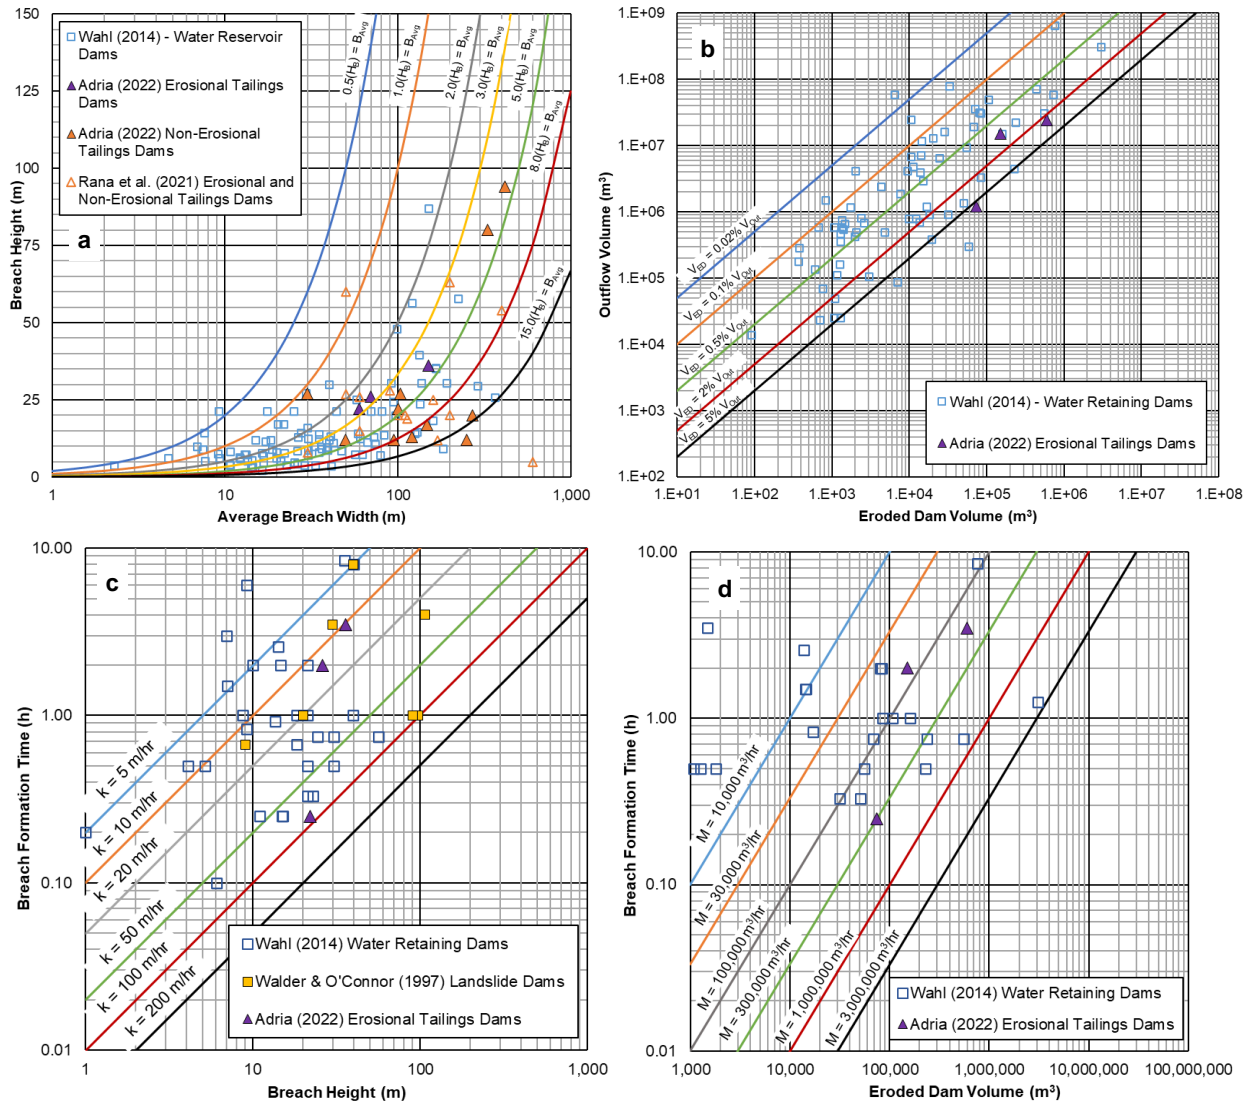 150
125
100
75
50
25
0
Breach Height (m)
Wahl (2014) - Water Reservoir
Dams
Adria (2022) Erosional Tailings
Dams
Adria (2022) Non-Erosional
Tailings Dams
Rana et al. (2021) Erosional and
Non-Erosional Tailings Dams
a
0.5(HB) = BAvg
1.0(HB) = BAvg
2.0(HB) = BAvg
3.0(HB) = BAvg
5.0(HB) = BAvg
8.0(HB) = BAvg
15.0(HB) = BAvg
1
10
100
1,000
Average Breach Width (m)
1.E+09
1.E+08
1.E+07
1.E+06
1.E+05
1.E+04
1.E+03
1.E+02
Outflow Volume (m³)
b
VED = 0.02% VOut
VED = 0.1% VOut
VED = 0.5% VOut
VED = 2% VOut
VED = 5% VOut
Wahl (2014) - Water Retaining Dams
Adria (2022) Erosional Tailings Dams
1.E+01
1.E+02
1.E+03
1.E+04
1.E+05
1.E+06
1.E+07
1.E+08
Eroded Dam Volume (m³)
10.00
1.00
0.10
0.01
Breach Formation Time (h)
c
k = 5 m/hr
k = 10 m/hr
k = 20 m/hr
k = 50 m/hr
k = 100 m/hr
k = 200 m/hr
Wahl (2014) Water Retaining Dams
Walder & O'Connor (1997) Landslide Dams
Adria (2022) Erosional Tailings Dams
1
10
100
1,000
Breach Height (m)
10.00
1.00
0.10
0.01
Breach Formation Time (h)
d
M = 10,000 m³/hr
M = 30,000 m³/hr
M = 100,000 m³/hr
M = 300,000 m³/hr
M = 1,000,000 m³/hr
M = 3,000,000 m³/hr
Wahl (2014) Water Retaining Dams
Adria (2022) Erosional Tailings Dams
1,000
10,000
100,000
1,000,000
10,000,000
100,000,000
Eroded Dam Volume (m³)